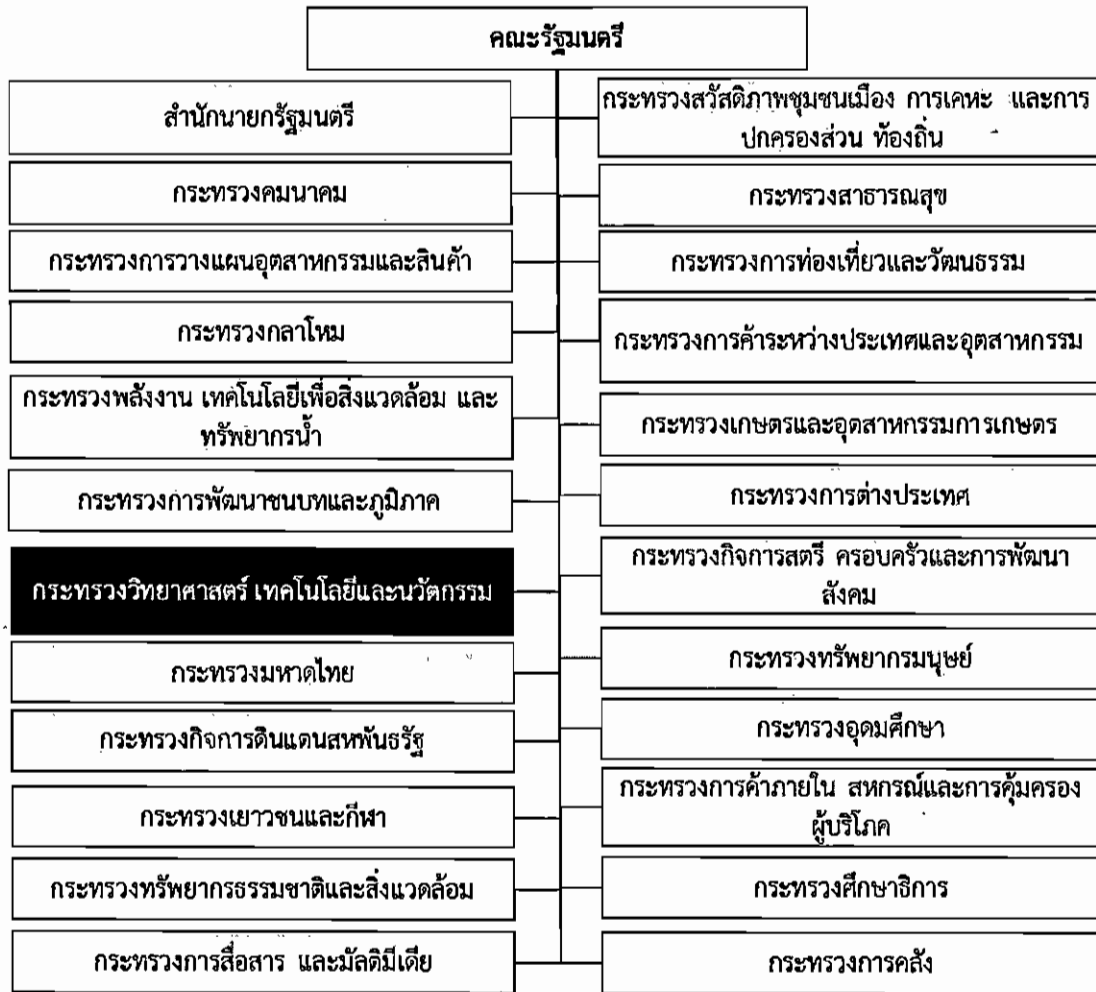 คณะรัฐมนตรี
สำนักนายกรัฐมนตรี
กระทรวงคมนาคม
กระทรวงการวางแผนอุตสาหกรรมและสินค้า
กระทรวงกลาโหม
กระทรวงพลังงาน เทคโนโลยีเพื่อสิ่งแวดล้อม และ
ทรัพยากรน้ำ
กระทรวงการพัฒนาชนบทและภูมิภาค
กระทรวงวิทยาศาสตร์ เทคโนโลยีและนวัตกรรม
กระทรวงมหาดไทย
กระทรวงกิจการดินแดนสหพันธรัฐ
กระทรวงเยาวชนและกีฬา
กระทรวงทรัพยากรธรรมชาติและสิ่งแวดล้อม
กระทรวงการสื่อสาร และมัลติมีเดีย
กระทรวงสวัสดิภาพชุมชนเมือง การเคหะ และการ
ปกครองส่วน ท้องถิ่น
กระทรวงสาธารณสุข
กระทรวงการท่องเที่ยวและวัฒนธรรม
กระทรวงการค้าระหว่างประเทศและอุตสาหกรรม
กระทรวงเกษตรและอุตสาหกรรมการเกษตร
กระทรวงการต่างประเทศ
กระทรวงกิจการสตรี ครอบครัวและการพัฒนา
สังคม
กระทรวงทรัพยากรมนุษย์
กระทรวงอุดมศึกษา
กระทรวงการค้าภายใน สหกรณ์และการคุ้มครอง
ผู้บริโภค
กระทรวงศึกษาธิการ
กระทรวงการคลัง